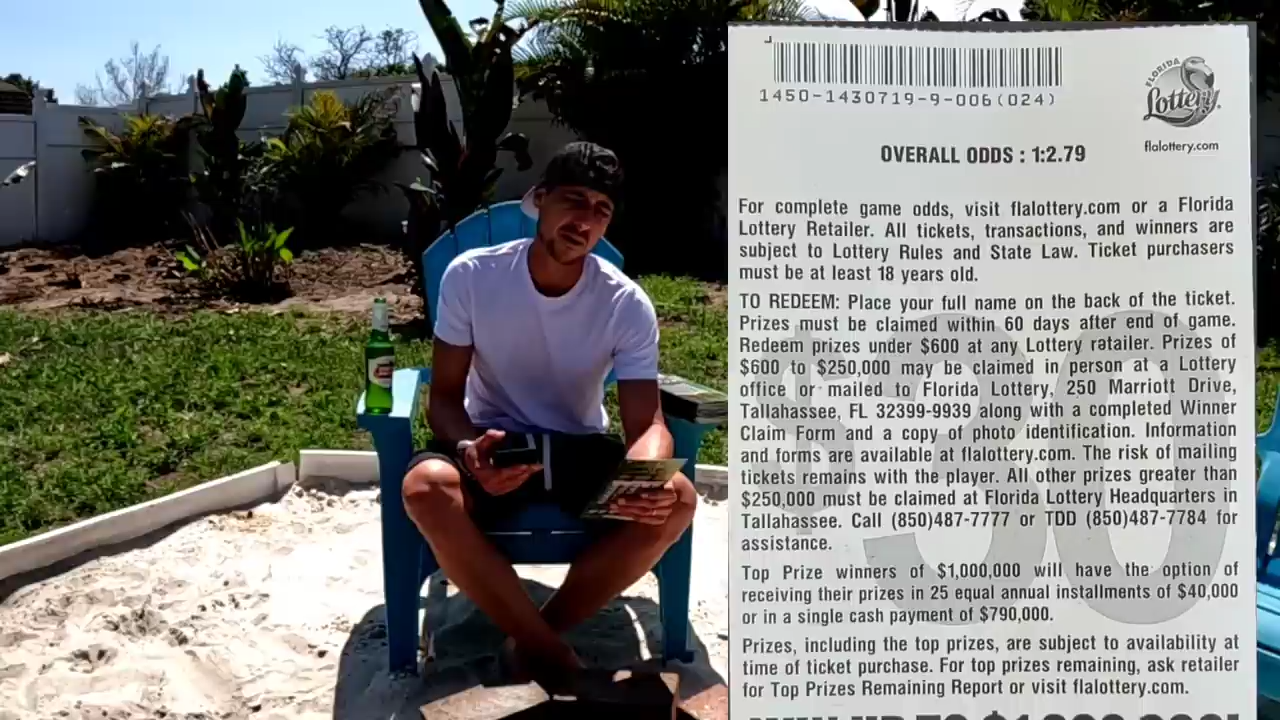 1450-1430719-9-006(024)
FLORIDA
Lottery
flalottery.com
OVERALL ODDS : 1:2.79
For complete game odds, visit flalottery.com or a Florida
Lottery Retailer. All tickets, transactions, and winners are
subject to Lottery Rules and State Law. Ticket purchasers
must be at least 18 years old.
TO REDEEM: Place your full name on the back of the ticket.
Prizes must be claimed within 60 days after end of game.
Redeem prizes under $600 at any Lottery retailer. Prizes of
$600 to $250,000 may be claimed in person at a Lottery
office or mailed to Florida Lottery, 250 Marriott Drive,
Tallahassee, FL 32399-9939 along with a completed Winner
Claim Form and a copy of photo identification. Information
and forms are available at flalottery.com. The risk of mailing
tickets remains with the player. All other prizes greater than
$250,000 must be claimed at Florida Lottery Headquarters in
Tallahassee. Call (850)487-7777 or TDD (850)487-7784 for
assistance.
$30
Top Prize winners of $1,000,000 will have the option of
receiving their prizes in 25 equal annual installments of $40,000
or in a single cash payment of $790,000.
Prizes, including the top prizes, are subject to availability at
time of ticket purchase. For top prizes remaining, ask retailer
for Top Prizes Remaining Report or visit flalottery.com.